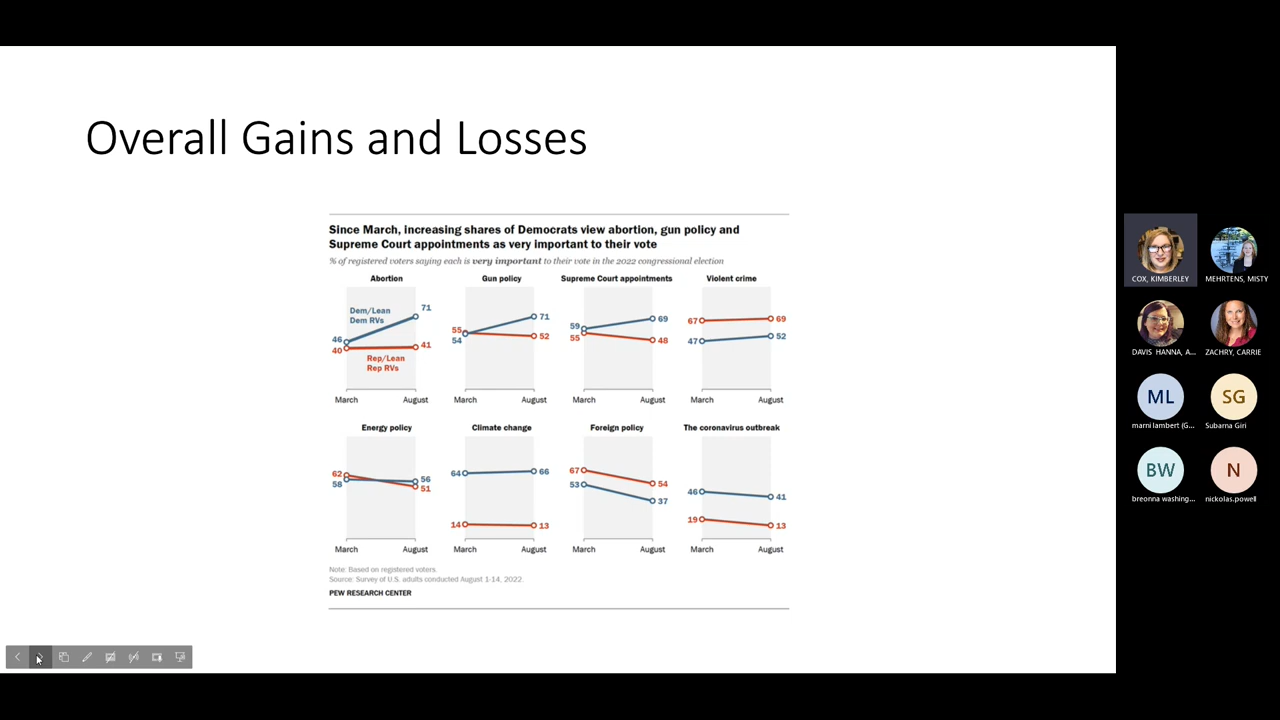 Overall Gains and Losses
Since March, increasing shares of Democrats view abortion, gun policy and
Supreme Court appointments as very important to their vote
% of registered voters saying each is very important to their vote in the 2022 congressional election
Abortion
Gun policy
Supreme Court appointments
Violent crime
Dem/Lean
Dem RVs
46
71
40
41
Rep/Lean
Rep RVs
55
54
71
52
59
55
69
48
67
47
69
52
March
August
March
August
March
August
March
August
Energy policy
Climate change
Foreign policy
The coronavirus outbreak
62
58
56
51
64
66
14
13
67
53
54
37
46
41
19
13
March
August
March
August
March
August
March
August
Note: Based on registered voters.
Source: Survey of U.S. adults conducted August 1-14, 2022.
PEW RESEARCH CENTER
COX, KIMBERLEY
MEHRTENS, MISTY
DAVIS HANNA, A...
ZACHRY, CARRIE
ML
SG
marni lambert (G...
Subarna Giri
BW
N
breonna washing...
nickolas.powell